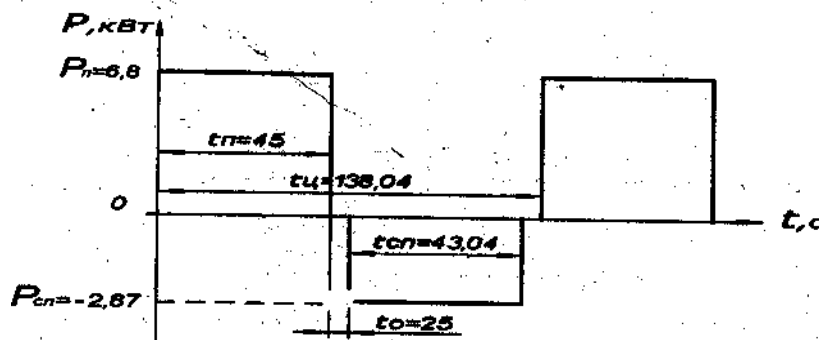 P,кВт
Pп=6,8
tп=45
tц=138,04
0
t,с
tсп=43,04
Pсп=-2,87
tо=25